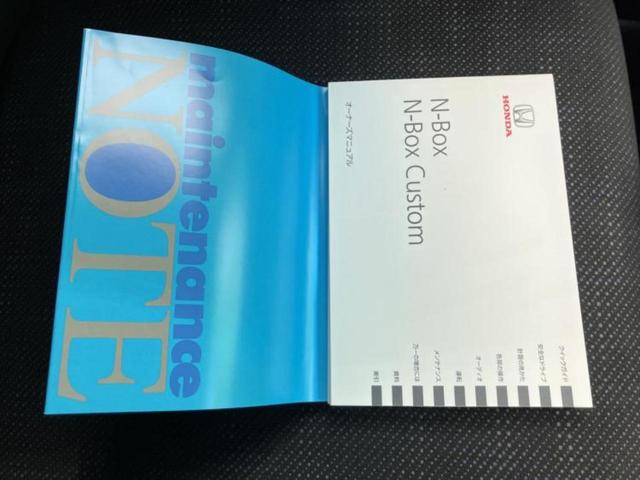 maintenance
NOTE
HONDA
N-Box
N-Box Custom
オーナーズマニュアル
クイックガイド
安全なドライブ
計器の見かた
各部の操作
オーディオ
運転
メンテナンス
万一の場合には
資料
索引